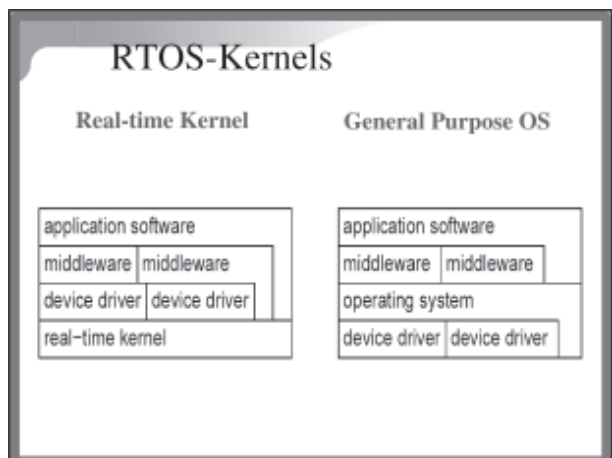 RTOS-Kernels
Real-time Kernel
General Purpose OS
application software
middleware middleware
device driver device driver
real-time kernel
application software
middleware middleware
operating system
device driver device driver